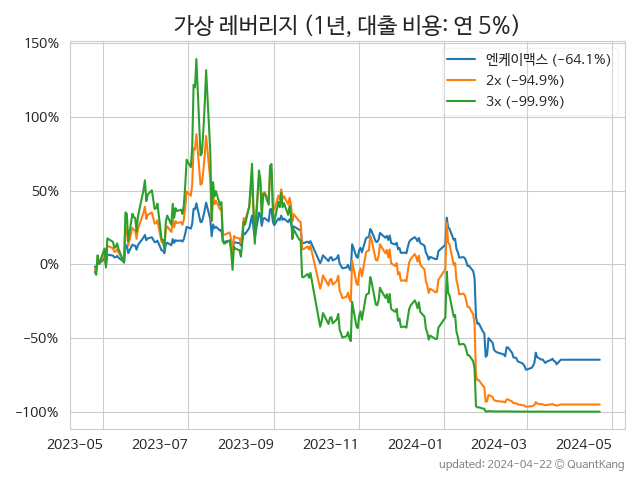 가상 레버리지 (1년, 대출 비용: 연 5%)
150%
100%
50%
0%
−50%
−100%
엔케이맥스 (−64.1%)
2x (−94.9%)
3x (−99.9%)
2023-05 2023-07 2023-09 2023-11 2024-01 2024-03 2024-05
updated: 2024-04-22 © QuantKang